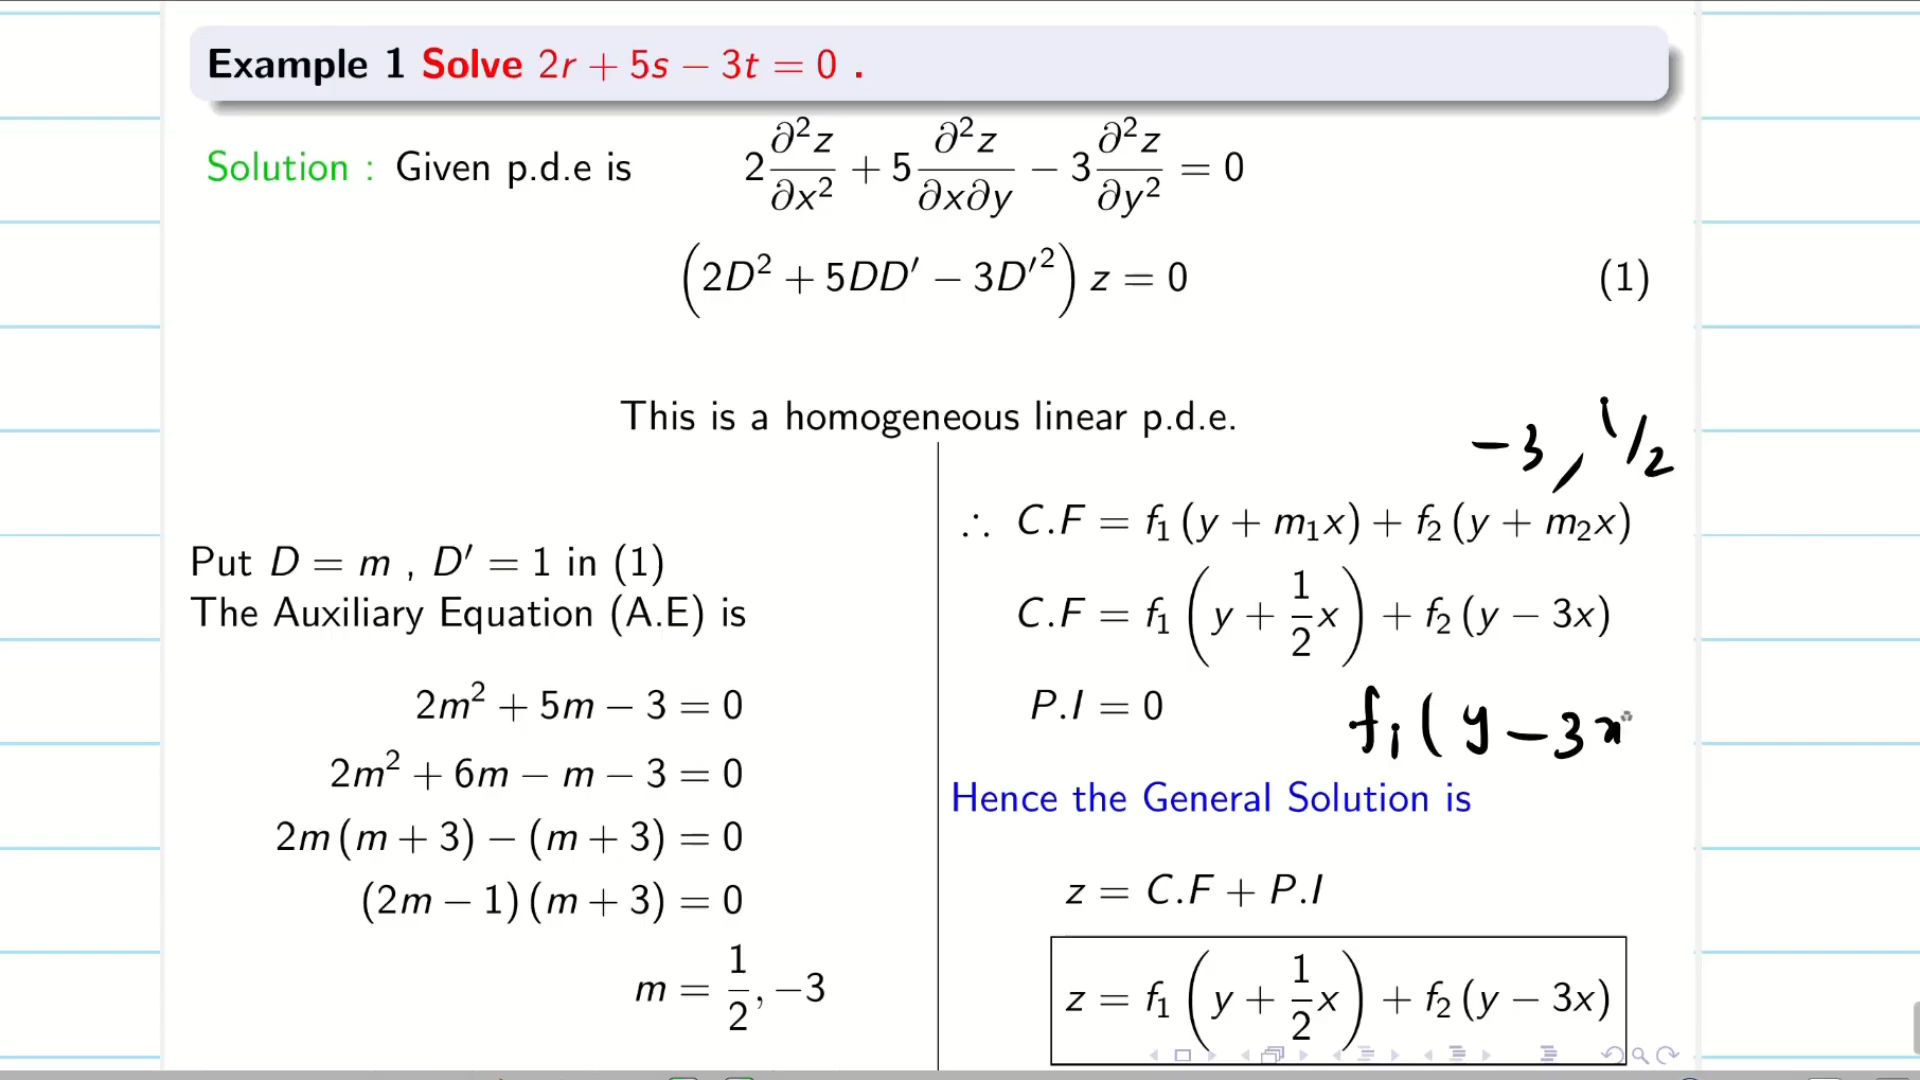 Example 1 Solve 2r + 5s − 3t = 0 .
Solution : Given p.d.e is 2 ∂²z/∂x² + 5 ∂²z/∂x∂y − 3 ∂²z/∂y² = 0
(2D² + 5DD′ − 3D′²) z = 0 (1)
This is a homogeneous linear p.d.e.
Put D = m , D′ = 1 in (1)
The Auxiliary Equation (A.E) is
2m² + 5m − 3 = 0
2m² + 6m − m − 3 = 0
2m (m + 3) − (m + 3) = 0
(2m − 1) (m + 3) = 0
m = 1/2, −3
−3, 1/2
∴ C.F = f₁ (y + m₁x) + f₂ (y + m₂x)
C.F = f₁ (y + 1/2 x) + f₂ (y − 3x)
P.I = 0
f₁ ( y − 3x
Hence the General Solution is
z = C.F + P.I
z = f₁ (y + 1/2 x) + f₂ (y − 3x)